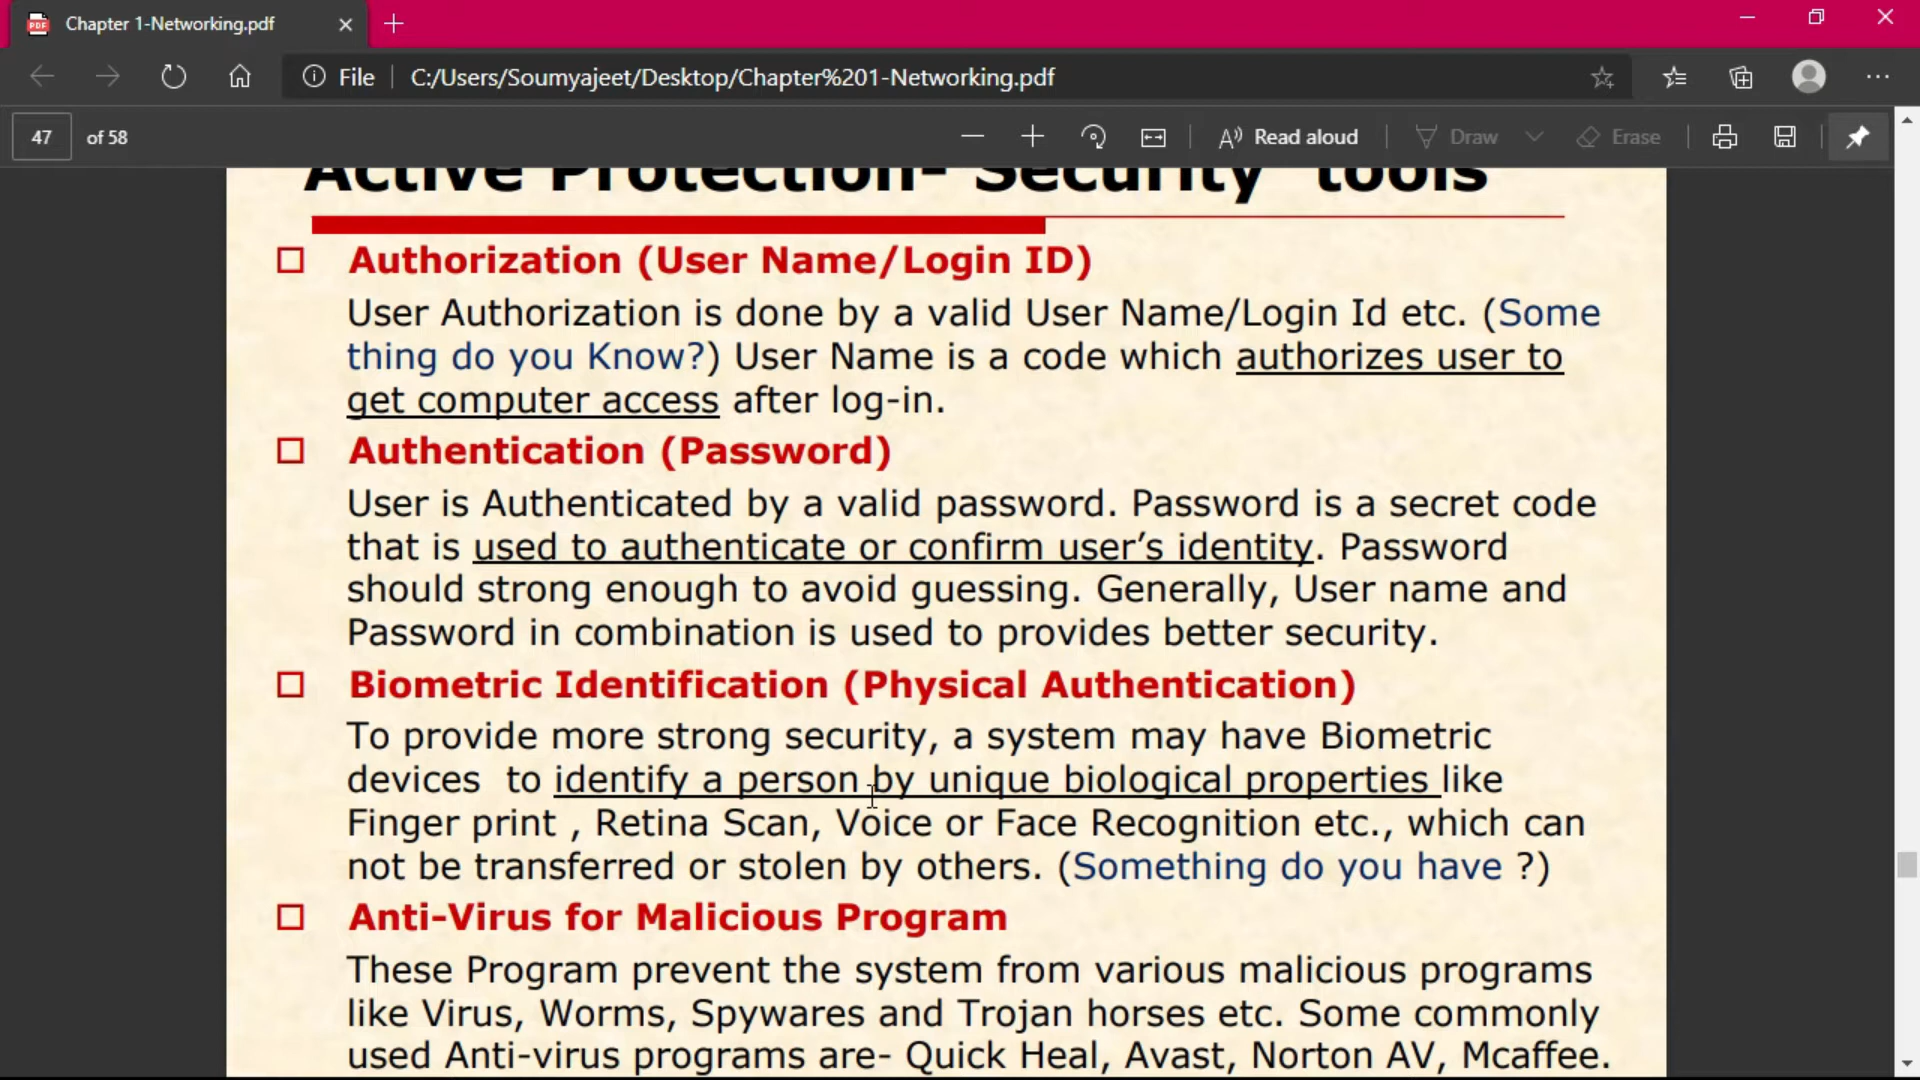 Chapter 1-Networking.pdf
File
C:/Users/Soumyajeet/Desktop/Chapter%201-Networking.pdf
47 of 58
Read aloud
Draw
Erase
Active Protection- Security tools
Authorization (User Name/Login ID)
User Authorization is done by a valid User Name/Login Id etc. (Some
thing do you Know?) User Name is a code which authorizes user to
get computer access after log-in.
Authentication (Password)
User is Authenticated by a valid password. Password is a secret code
that is used to authenticate or confirm user’s identity. Password
should strong enough to avoid guessing. Generally, User name and
Password in combination is used to provides better security.
Biometric Identification (Physical Authentication)
To provide more strong security, a system may have Biometric
devices to identify a person by unique biological properties like
Finger print , Retina Scan, Voice or Face Recognition etc., which can
not be transferred or stolen by others. (Something do you have ?)
Anti-Virus for Malicious Program
These Program prevent the system from various malicious programs
like Virus, Worms, Spywares and Trojan horses etc. Some commonly
used Anti-virus programs are- Quick Heal, Avast, Norton AV, Mcaffee.